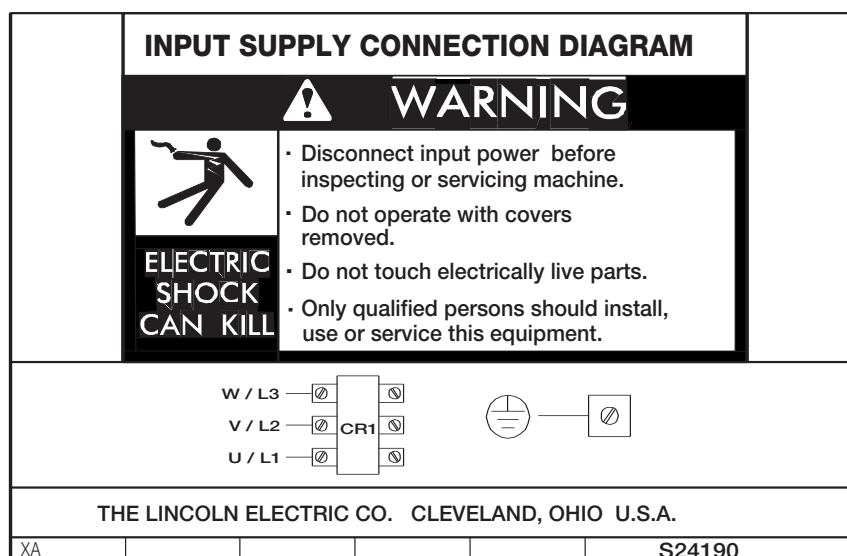 INPUT SUPPLY CONNECTION DIAGRAM
WARNING
ELECTRIC
SHOCK
CAN KILL
· Disconnect input power before
inspecting or servicing machine.
· Do not operate with covers
removed.
· Do not touch electrically live parts.
· Only qualified persons should install,
use or service this equipment.
W / L3
V / L2
CR1
U / L1
THE LINCOLN ELECTRIC CO. CLEVELAND, OHIO U.S.A.
XA
S24190